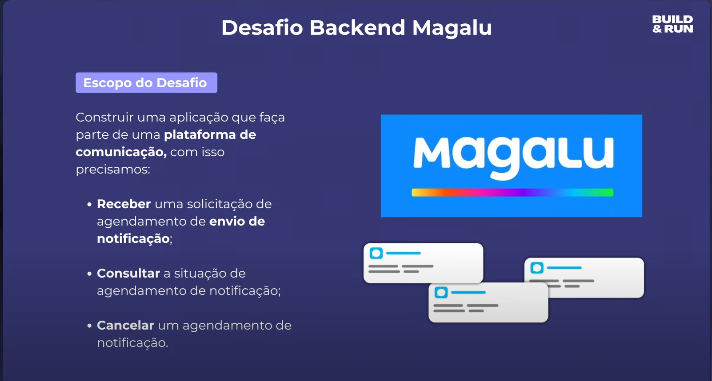 Desafio Backend Magalu
BUILD
& RUN
Escopo do Desafio
Construir uma aplicação que faça
parte de uma plataforma de
comunicação, com isso
precisamos:
• Receber uma solicitação de
agendamento de envio de
notificação;
• Consultar a situação de
agendamento de notificação;
• Cancelar um agendamento de
notificação.
Magalu